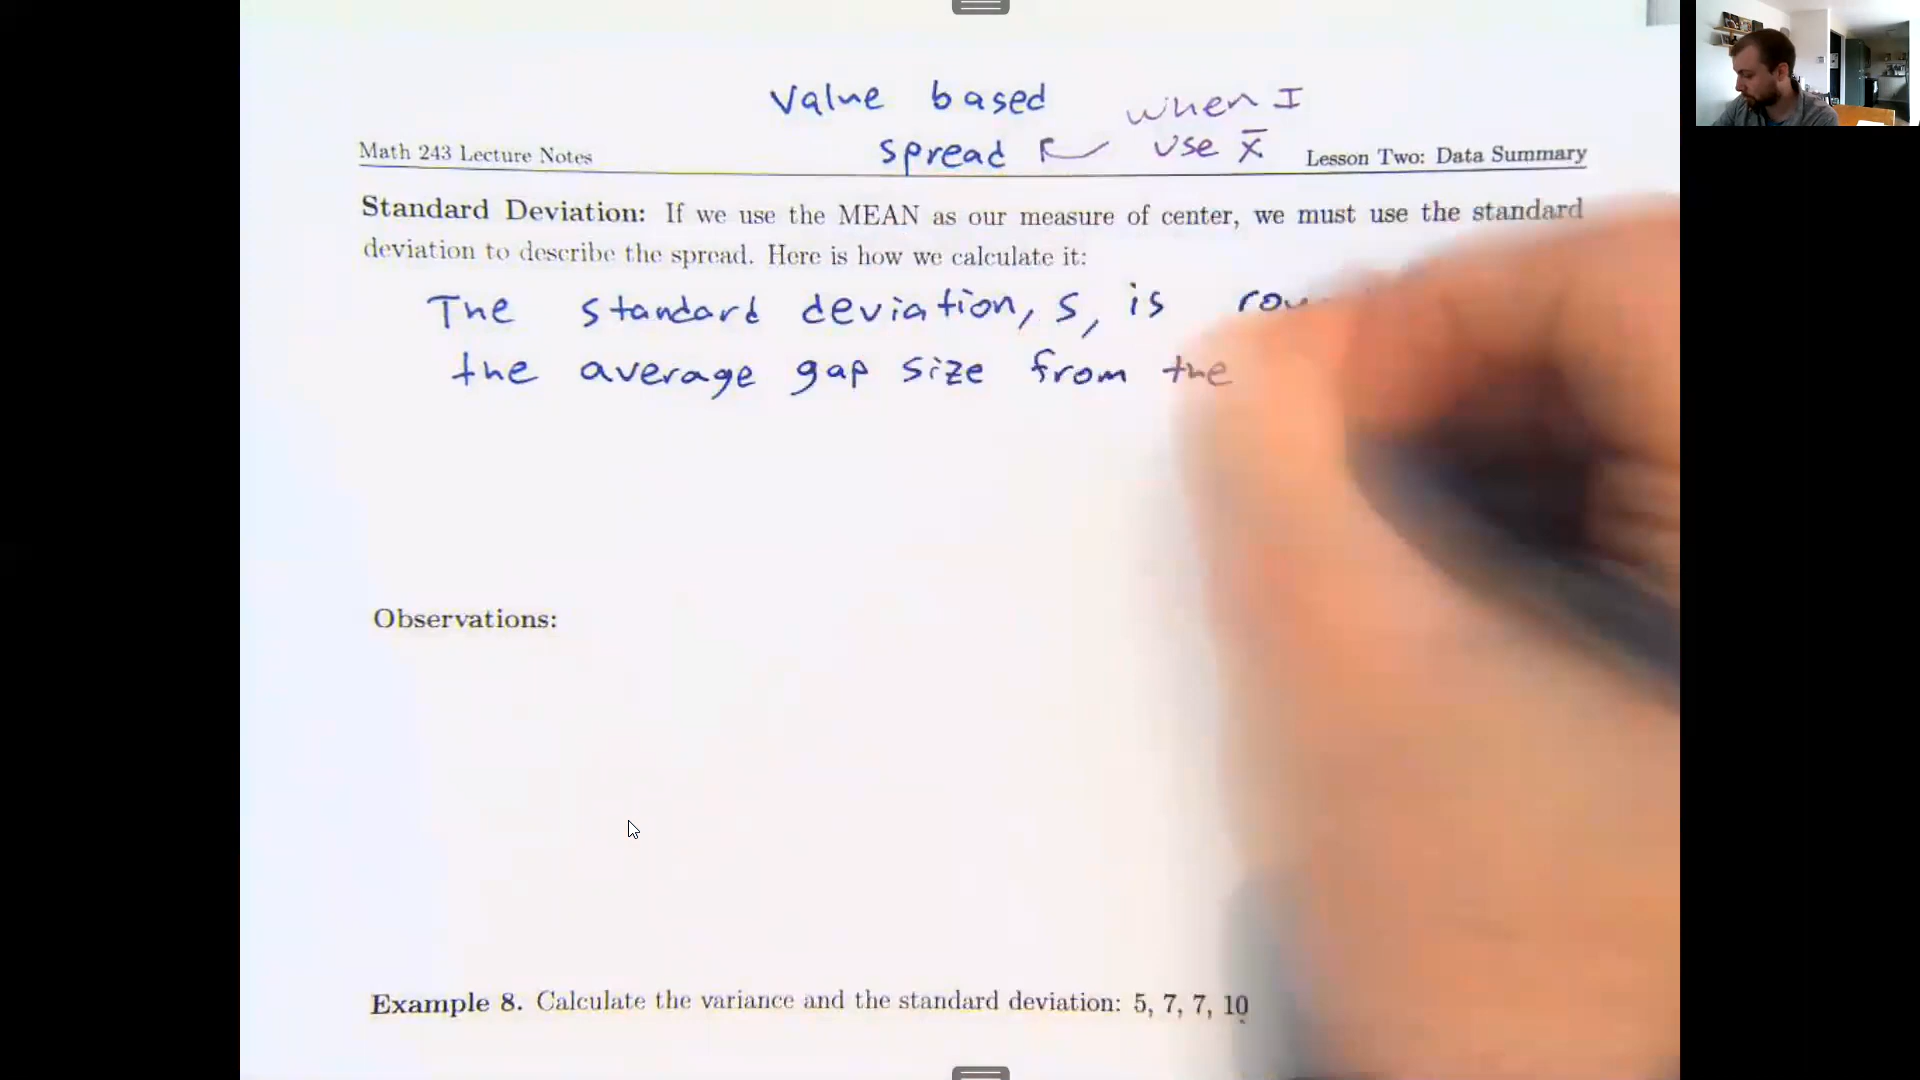 Value based
when I
spread
use x̄
Math 243 Lecture Notes
Lesson Two: Data Summary
Standard Deviation: If we use the MEAN as our measure of center, we must use the standard
deviation to describe the spread. Here is how we calculate it:
The standard deviation, s, is
the average gap size from the
Observations:
Example 8. Calculate the variance and the standard deviation: 5, 7, 7, 10